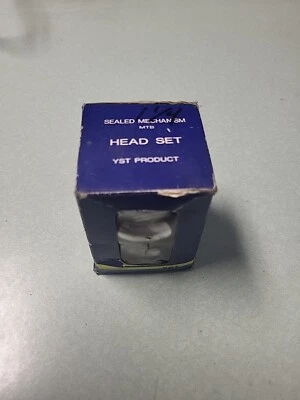 SEALED MECHANISM
MTB
HEAD SET
YST PRODUCT